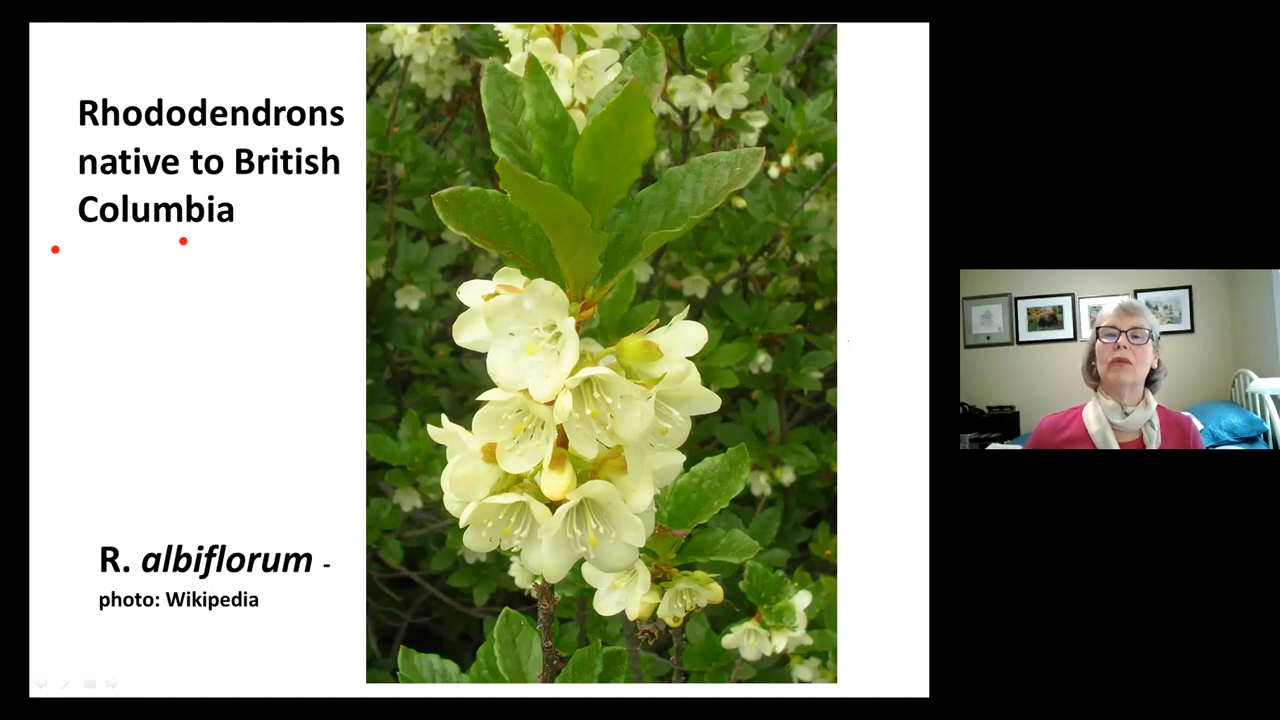 Rhododendrons
native to British
Columbia
R. albiflorum -
photo: Wikipedia